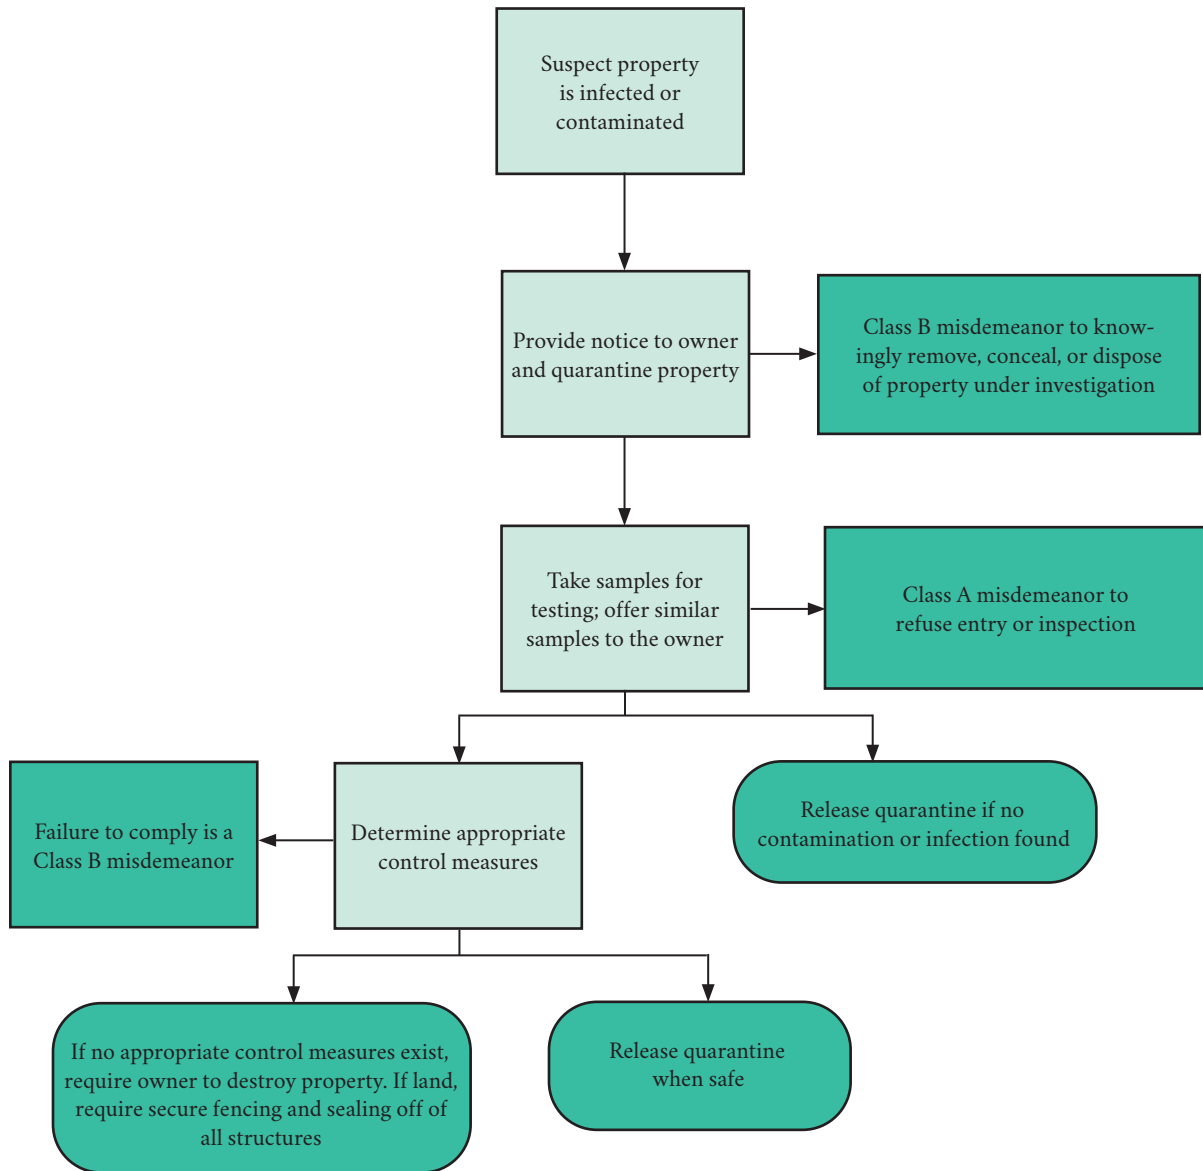 Suspect property
is infected or
contaminated
Provide notice to owner
and quarantine property
Class B misdemeanor to know-
ingly remove, conceal, or dispose
of property under investigation
Take samples for
testing; offer similar
samples to the owner
Class A misdemeanor to
refuse entry or inspection
Failure to comply is a
Class B misdemeanor
Determine appropriate
control measures
Release quarantine if no
contamination or infection found
If no appropriate control measures exist,
require owner to destroy property. If land,
require secure fencing and sealing off of
all structures
Release quarantine
when safe